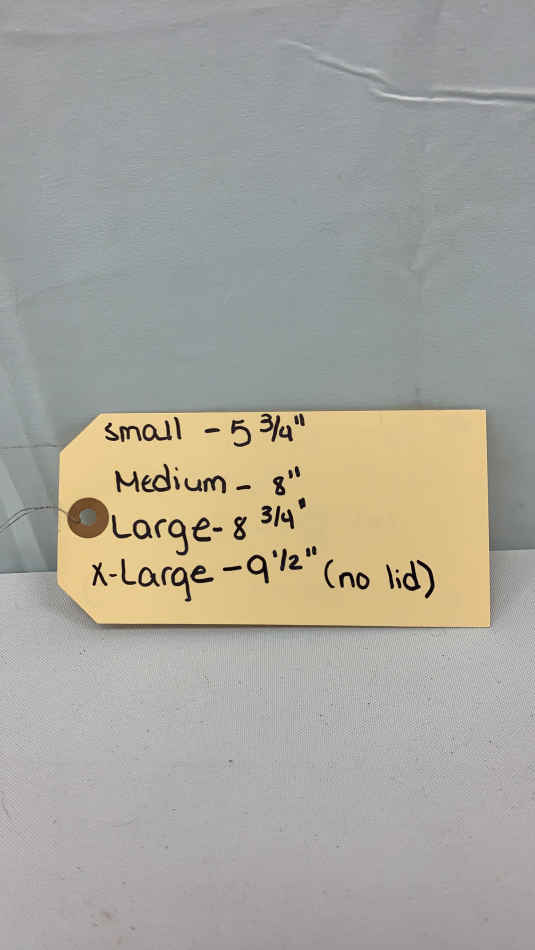 Small - 5 3/4"
Medium - 8"
Large - 8 3/4"
X-Large - 9 1/2" (no lid)